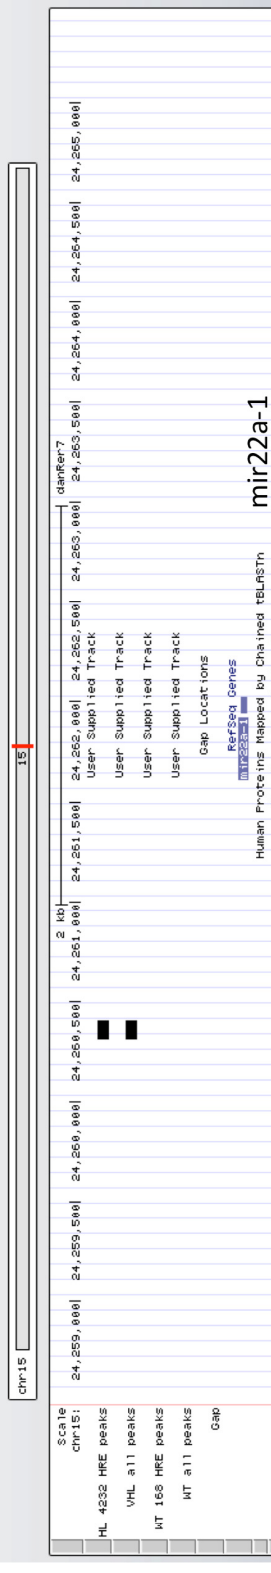 chr15 15
Scale 2 kb danRer7
chr15: 24,259,000| 24,259,500| 24,260,000| 24,260,500| 24,261,000| 24,261,500| 24,262,000| 24,262,500| 24,263,000| 24,263,500| 24,264,000| 24,264,500| 24,265,000|
User Supplied Track
HL 4232 HRE peaks
User Supplied Track
VHL all peaks
User Supplied Track
WT 168 HRE peaks
User Supplied Track
WT all peaks
Gap Locations
Gap
RefSeq Genes
mir22a-1
mir22a-1
Human Proteins Mapped by Chained tBLASTn